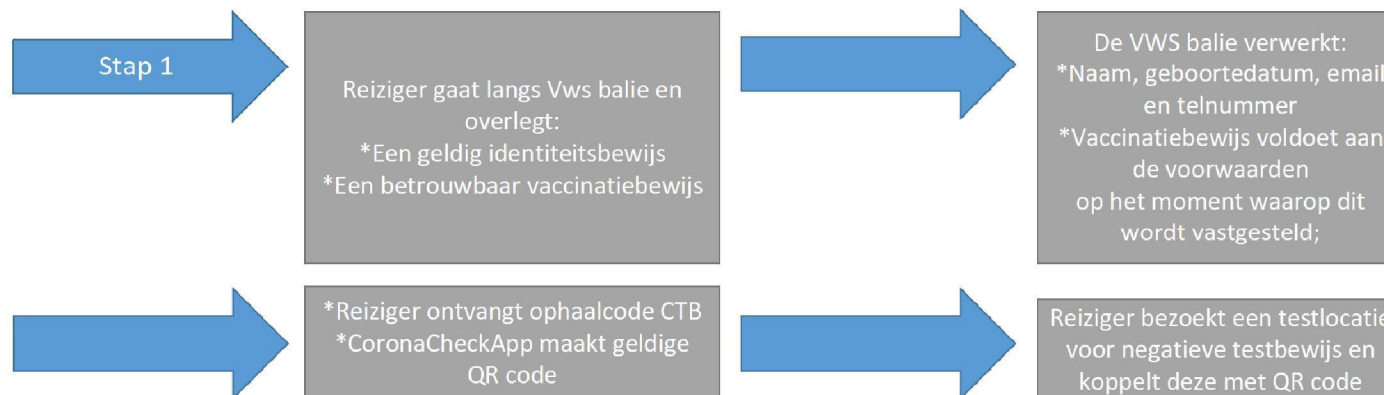 Stap 1
Reiziger gaat langs Vws balie en
overlegt:
*Een geldig identiteitsbewijs
*Een betrouwbaar vaccinatiebewijs
De VWS balie verwerkt:
*Naam, geboortedatum, email
en telnummer
*Vaccinatiebewijs voldoet aan
de voorwaarden
op het moment waarop dit
wordt vastgesteld;
*Reiziger ontvangt ophaalcode CTB
*CoronaCheckApp maakt geldige
QR code
Reiziger bezoekt een testlocatie
voor negatieve testbewijs en
koppelt deze met QR code